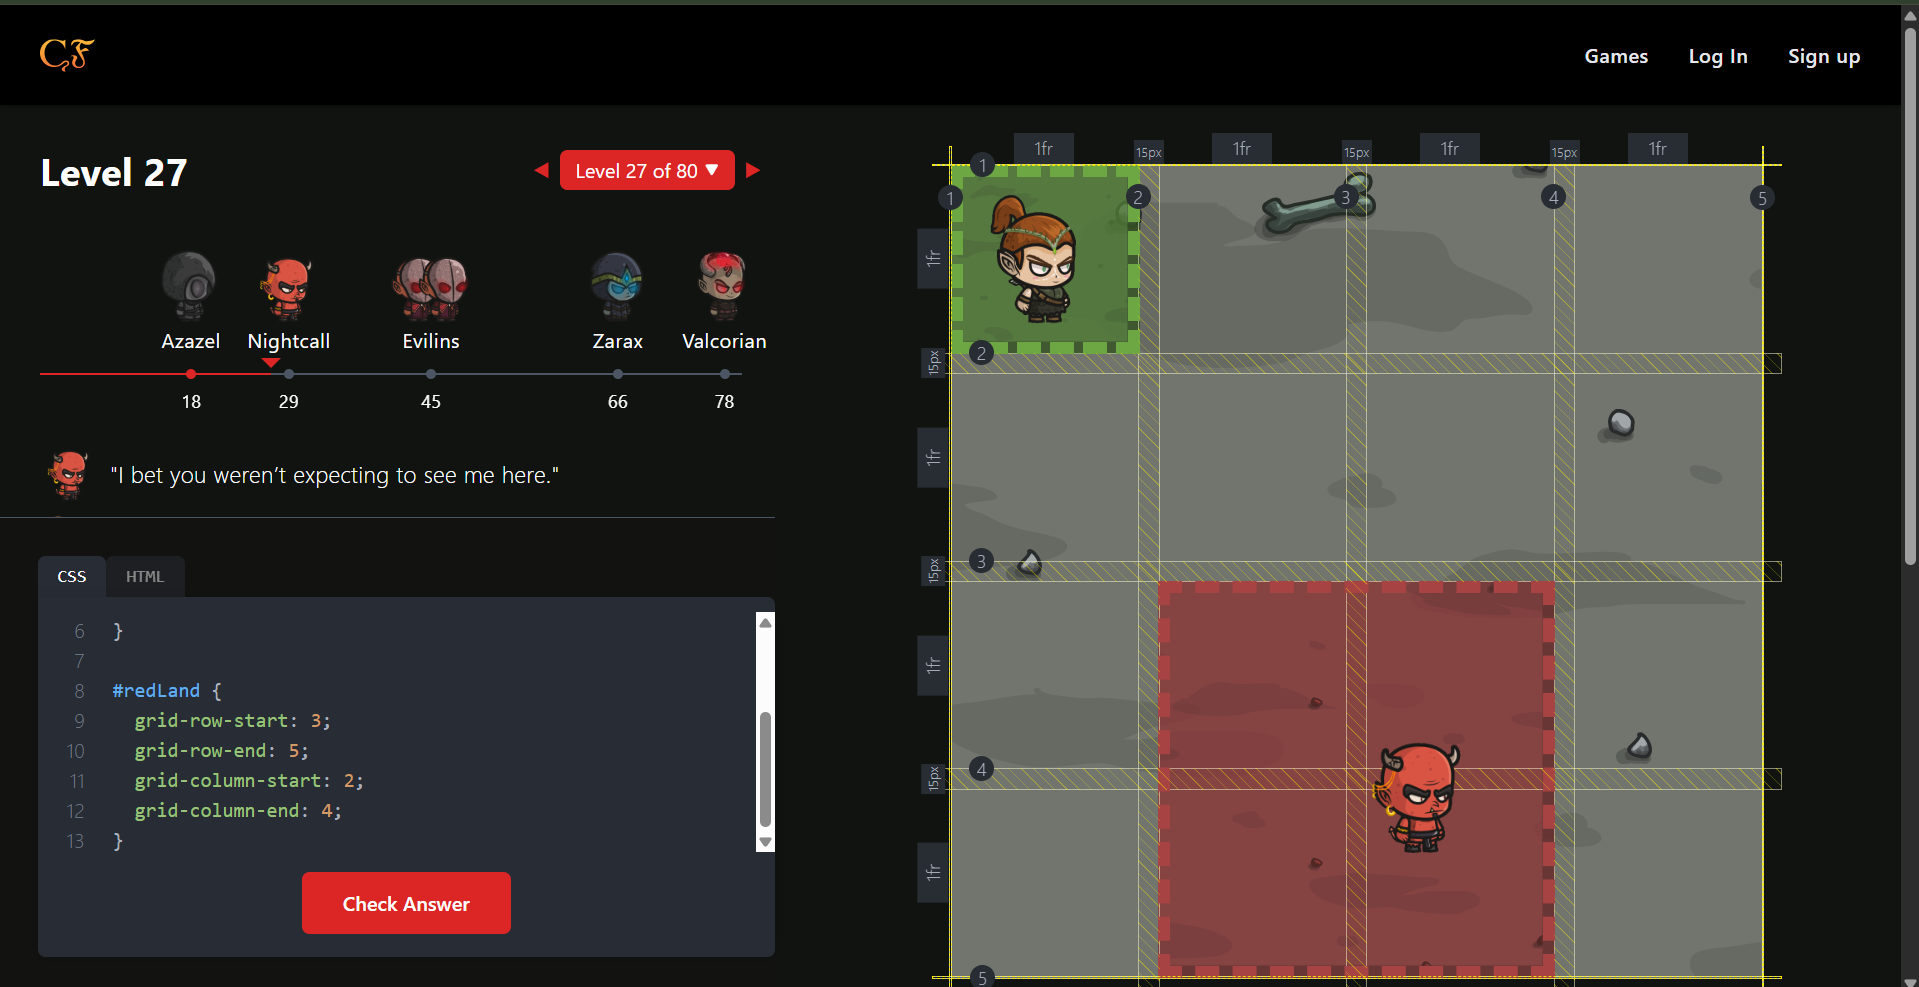 CF
Games Log In Sign up
Level 27
Level 27 of 80 ▼
Azazel Nightcall Evilins Zarax Valcorian
18 29 45 66 78
"I bet you weren’t expecting to see me here."
CSS HTML
6 }
7
8 #redLand {
9 grid-row-start: 3;
10 grid-row-end: 5;
11 grid-column-start: 2;
12 grid-column-end: 4;
13 }
Check Answer
1fr 15px 1fr 15px 1fr 15px 1fr
1
1 2 3 4 5
1fr
15px 2
1fr
15px 3
1fr
15px 4
1fr
5